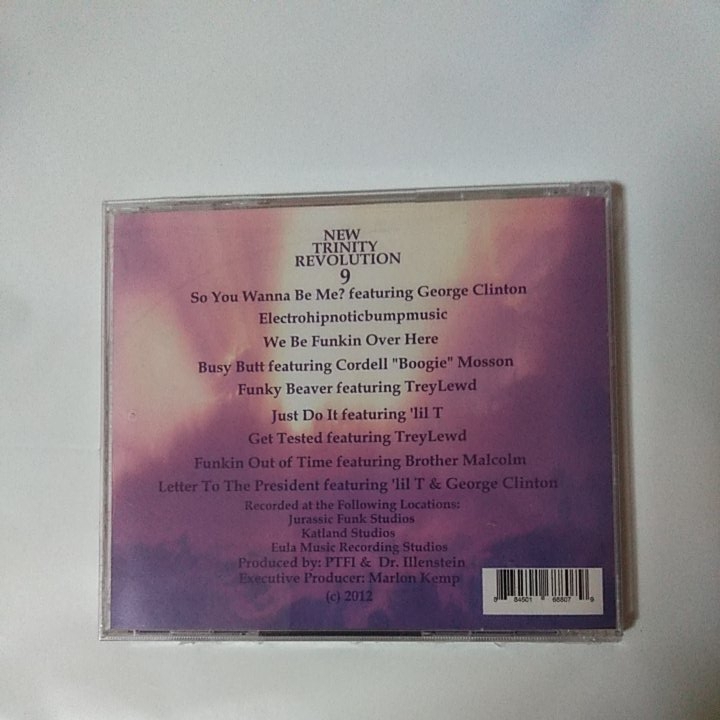 NEW
TRINITY
REVOLUTION
9
So You Wanna Be Me? featuring George Clinton
Electrohipnoticbumpmusic
We Be Funkin Over Here
Busy Butt featuring Cordell "Boogie" Mosson
Funky Beaver featuring TreyLewd
Just Do It featuring 'lil T
Get Tested featuring TreyLewd
Funkin Out of Time featuring Brother Malcolm
Letter To The President featuring 'lil T & George Clinton
Recorded at the Following Locations:
Jurassic Funk Studios
Katland Studios
Eula Music Recording Studios
Produced by: PTFI & Dr. Illenstein
Executive Producer: Marlon Kemp
(c) 2012
8 84501 66807 9